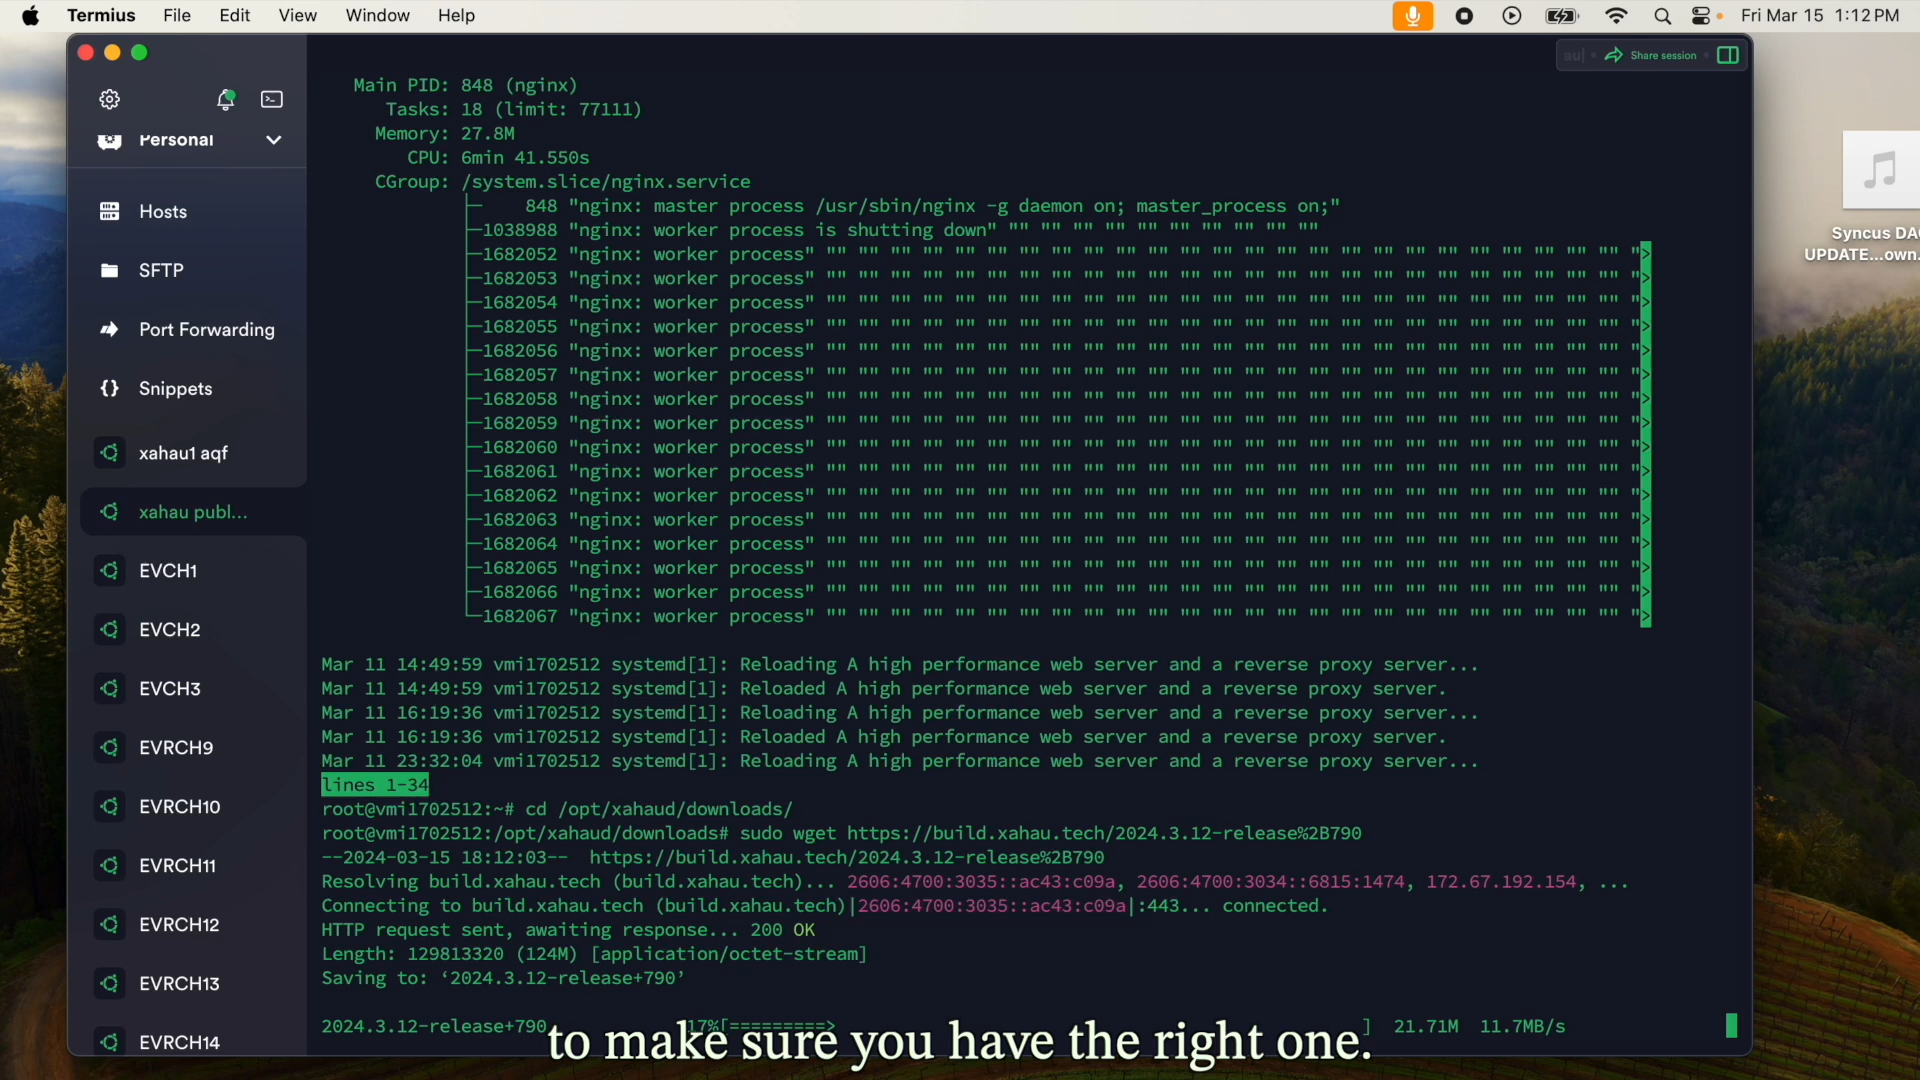 Termius File Edit View Window Help Fri Mar 15 1:12 PM
Share session
Personal
Hosts
SFTP
Port Forwarding
Snippets
xahau1 aqf
xahau publ...
EVCH1
EVCH2
EVCH3
EVRCH9
EVRCH10
EVRCH11
EVRCH12
EVRCH13
EVRCH14
Main PID: 848 (nginx)
Tasks: 18 (limit: 77111)
Memory: 27.8M
CPU: 6min 41.550s
CGroup: /system.slice/nginx.service
├─    848 "nginx: master process /usr/sbin/nginx -g daemon on; master_process on;"
├─1038988 "nginx: worker process is shutting down" "" "" "" "" "" "" "" "" "" ""
├─1682052 "nginx: worker process" "" "" "" "" "" "" "" "" "" "" "" "" "" "" "" "" "" "" "" "" "" "" "" "" "" ">
├─1682053 "nginx: worker process" "" "" "" "" "" "" "" "" "" "" "" "" "" "" "" "" "" "" "" "" "" "" "" "" "" ">
├─1682054 "nginx: worker process" "" "" "" "" "" "" "" "" "" "" "" "" "" "" "" "" "" "" "" "" "" "" "" "" "" ">
├─1682055 "nginx: worker process" "" "" "" "" "" "" "" "" "" "" "" "" "" "" "" "" "" "" "" "" "" "" "" "" "" ">
├─1682056 "nginx: worker process" "" "" "" "" "" "" "" "" "" "" "" "" "" "" "" "" "" "" "" "" "" "" "" "" "" ">
├─1682057 "nginx: worker process" "" "" "" "" "" "" "" "" "" "" "" "" "" "" "" "" "" "" "" "" "" "" "" "" "" ">
├─1682058 "nginx: worker process" "" "" "" "" "" "" "" "" "" "" "" "" "" "" "" "" "" "" "" "" "" "" "" "" "" ">
├─1682059 "nginx: worker process" "" "" "" "" "" "" "" "" "" "" "" "" "" "" "" "" "" "" "" "" "" "" "" "" "" ">
├─1682060 "nginx: worker process" "" "" "" "" "" "" "" "" "" "" "" "" "" "" "" "" "" "" "" "" "" "" "" "" "" ">
├─1682061 "nginx: worker process" "" "" "" "" "" "" "" "" "" "" "" "" "" "" "" "" "" "" "" "" "" "" "" "" "" ">
├─1682062 "nginx: worker process" "" "" "" "" "" "" "" "" "" "" "" "" "" "" "" "" "" "" "" "" "" "" "" "" "" ">
├─1682063 "nginx: worker process" "" "" "" "" "" "" "" "" "" "" "" "" "" "" "" "" "" "" "" "" "" "" "" "" "" ">
├─1682064 "nginx: worker process" "" "" "" "" "" "" "" "" "" "" "" "" "" "" "" "" "" "" "" "" "" "" "" "" "" ">
├─1682065 "nginx: worker process" "" "" "" "" "" "" "" "" "" "" "" "" "" "" "" "" "" "" "" "" "" "" "" "" "" ">
├─1682066 "nginx: worker process" "" "" "" "" "" "" "" "" "" "" "" "" "" "" "" "" "" "" "" "" "" "" "" "" "" ">
└─1682067 "nginx: worker process" "" "" "" "" "" "" "" "" "" "" "" "" "" "" "" "" "" "" "" "" "" "" "" "" "" ">
Mar 11 14:49:59 vmi1702512 systemd[1]: Reloading A high performance web server and a reverse proxy server...
Mar 11 14:49:59 vmi1702512 systemd[1]: Reloaded A high performance web server and a reverse proxy server.
Mar 11 16:19:36 vmi1702512 systemd[1]: Reloading A high performance web server and a reverse proxy server...
Mar 11 16:19:36 vmi1702512 systemd[1]: Reloaded A high performance web server and a reverse proxy server.
Mar 11 23:32:04 vmi1702512 systemd[1]: Reloading A high performance web server and a reverse proxy server...
lines 1-34
root@vmi1702512:~# cd /opt/xahaud/downloads/
root@vmi1702512:/opt/xahaud/downloads# sudo wget https://build.xahau.tech/2024.3.12-release%2B790
--2024-03-15 18:12:03--  https://build.xahau.tech/2024.3.12-release%2B790
Resolving build.xahau.tech (build.xahau.tech)... 2606:4700:3035::ac43:c09a, 2606:4700:3034::6815:1474, 172.67.192.154, ...
Connecting to build.xahau.tech (build.xahau.tech)|2606:4700:3035::ac43:c09a|:443... connected.
HTTP request sent, awaiting response... 200 OK
Length: 129813320 (124M) [application/octet-stream]
Saving to: ‘2024.3.12-release+790’
2024.3.12-release+790 17%[=========> ] 21.71M 11.7MB/s
to make sure you have the right one.
Syncus DA
UPDATE...own.